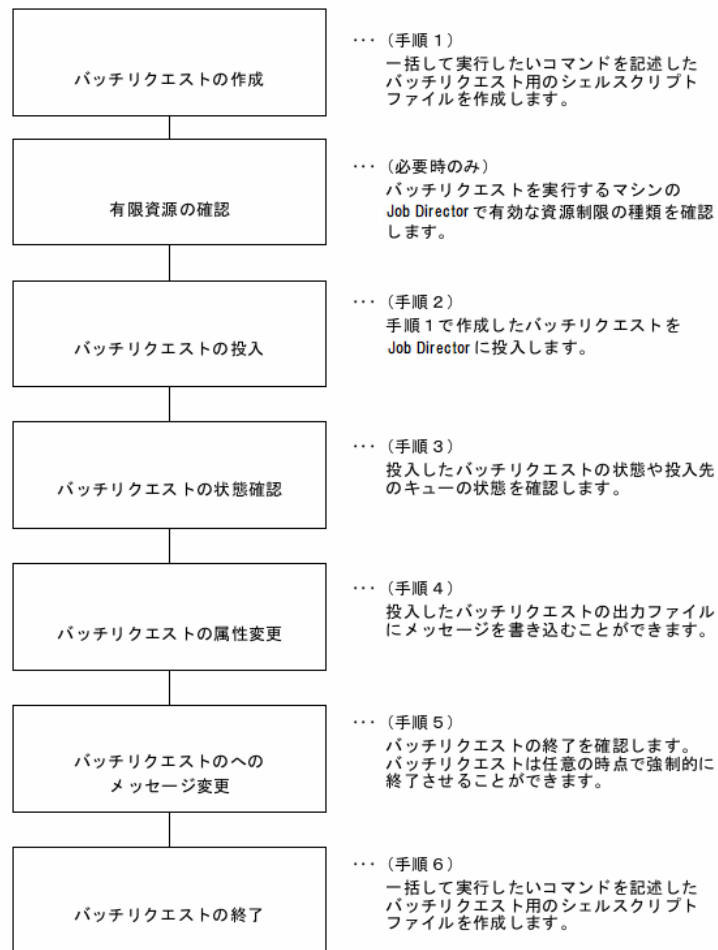 バッチリクエストの作成
･･･（手順１）
一括して実行したいコマンドを記述した
バッチリクエスト用のシェルスクリプト
ファイルを作成します。
有限資源の確認
･･･（必要時のみ）
バッチリクエストを実行するマシンの
Job Directorで有効な資源制限の種類を確認
します。
バッチリクエストの投入
･･･（手順２）
手順１で作成したバッチリクエストを
Job Directorに投入します。
バッチリクエストの状態確認
･･･（手順３）
投入したバッチリクエストの状態や投入先
のキューの状態を確認します。
バッチリクエストの属性変更
･･･（手順４）
投入したバッチリクエストの出力ファイル
にメッセージを書き込むことができます。
バッチリクエストのへの
メッセージ変更
･･･（手順５）
バッチリクエストの終了を確認します。
バッチリクエストは任意の時点で強制的に
終了させることができます。
バッチリクエストの終了
･･･（手順６）
一括して実行したいコマンドを記述した
バッチリクエスト用のシェルスクリプト
ファイルを作成します。